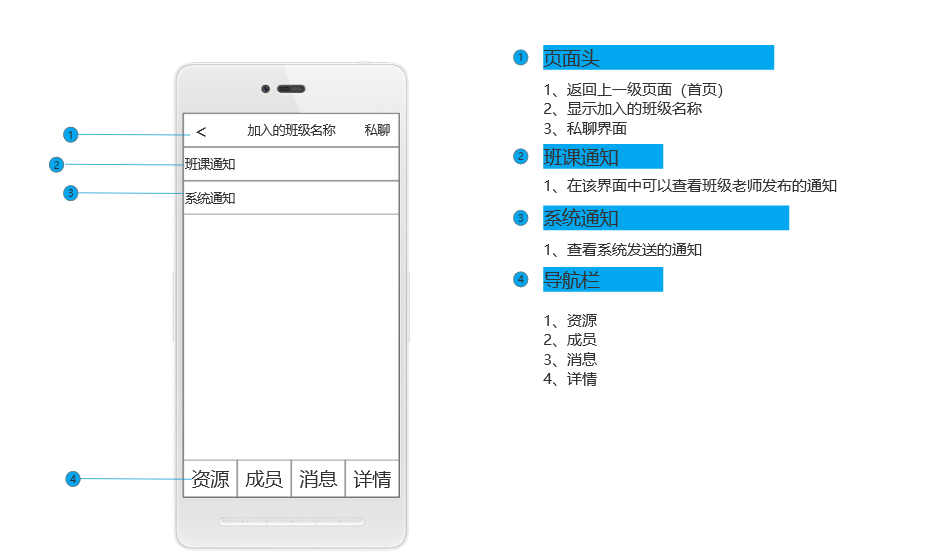 <
加入的班级名称
私聊
1
2
班课通知
3
系统通知
4
资源
成员
消息
详情
1
页面头
1、返回上一级页面（首页）
2、显示加入的班级名称
3、私聊界面
2
班课通知
1、在该界面中可以查看班级老师发布的通知
3
系统通知
1、查看系统发送的通知
4
导航栏
1、资源
2、成员
3、消息
4、详情